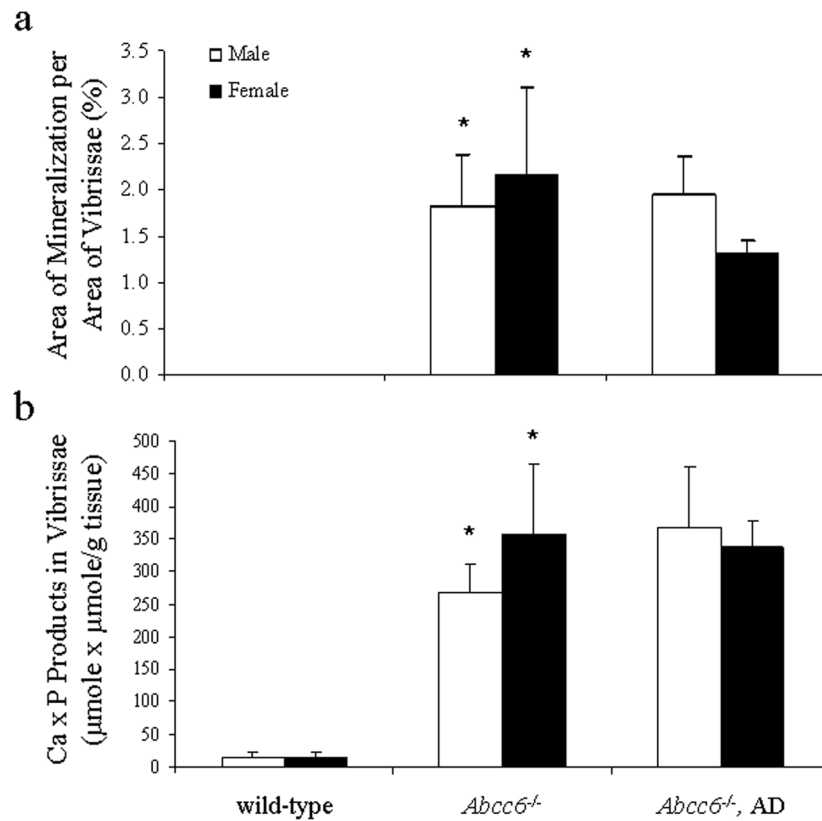 a
Area of Mineralization per
Area of Vibrissae (%)
3.5
3.0
2.5
2.0
1.5
1.0
0.5
0.0
Male
Female
*
*
b
Ca x P Products in Vibrissae
(μmole x μmole/g tissue)
500
450
400
350
300
250
200
150
100
50
0
*
*
wild-type
Abcc6-/-
Abcc6-/-, AD